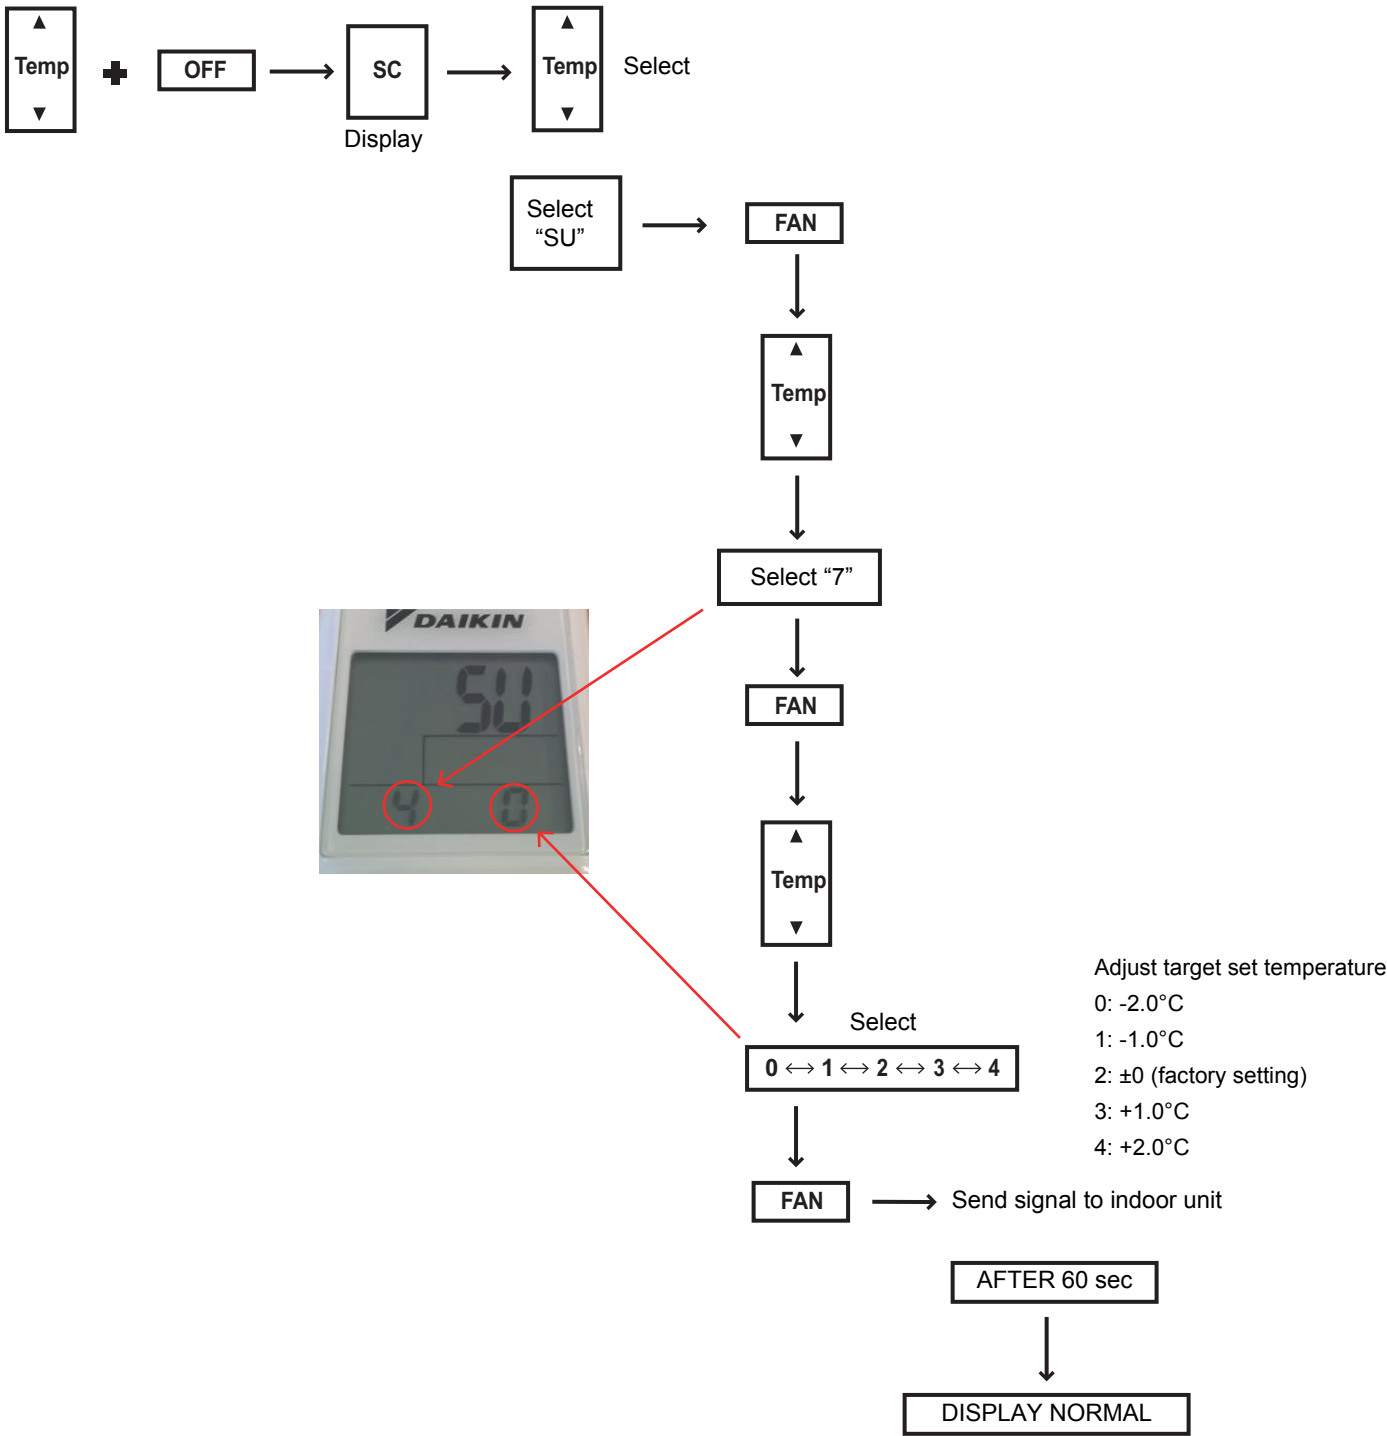 Temp
OFF
SC
Temp
Select
Display
Select
“SU”
FAN
Temp
Select “7”
DAIKIN
SU
4 0
FAN
Temp
Select
0 ↔ 1 ↔ 2 ↔ 3 ↔ 4
Adjust target set temperature
0: -2.0°C
1: -1.0°C
2: ±0 (factory setting)
3: +1.0°C
4: +2.0°C
FAN
Send signal to indoor unit
AFTER 60 sec
DISPLAY NORMAL